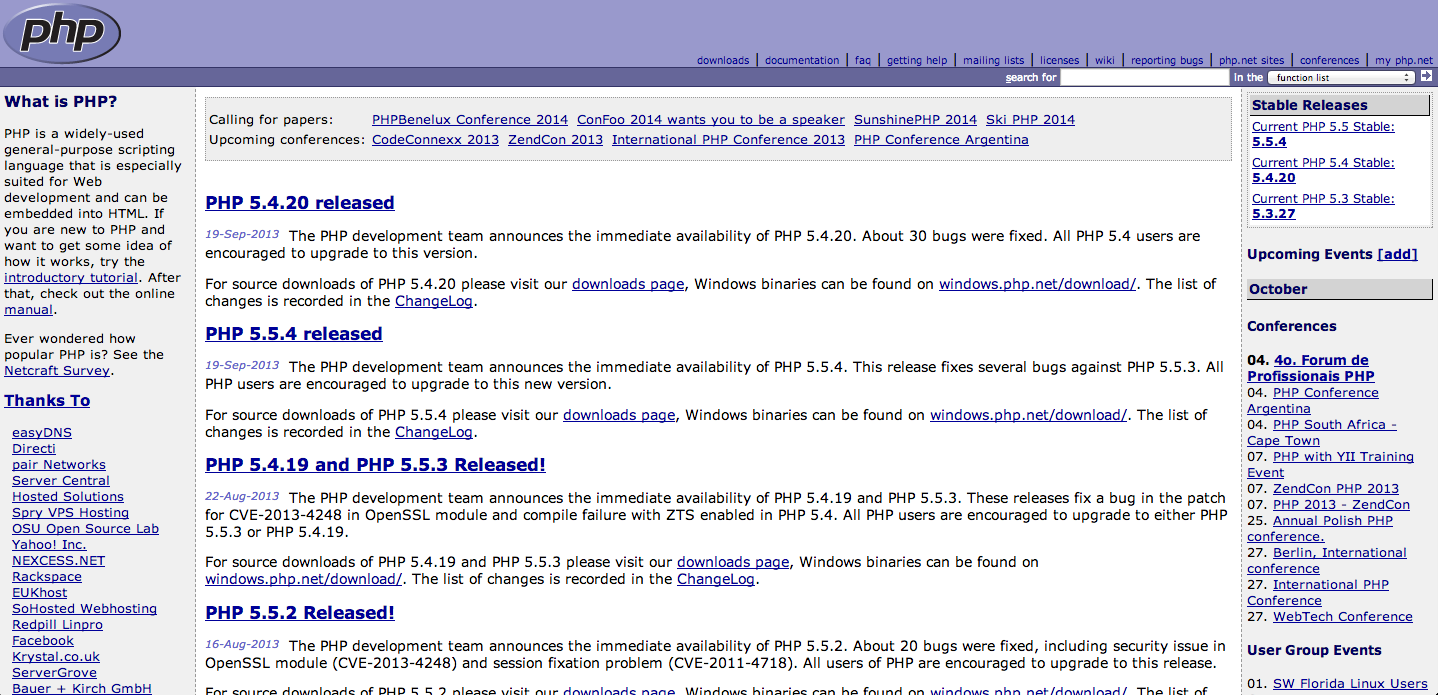 php
downloads | documentation | faq | getting help | mailing lists | licenses | wiki | reporting bugs | php.net sites | conferences | my php.net
search for in the function list
What is PHP?
PHP is a widely-used
general-purpose scripting
language that is especially
suited for Web
development and can be
embedded into HTML. If
you are new to PHP and
want to get some idea of
how it works, try the
introductory tutorial. After
that, check out the online
manual.
Ever wondered how
popular PHP is? See the
Netcraft Survey.
Thanks To
easyDNS
Directi
pair Networks
Server Central
Hosted Solutions
Spry VPS Hosting
OSU Open Source Lab
Yahoo! Inc.
NEXCESS.NET
Rackspace
EUKhost
SoHosted Webhosting
Redpill Linpro
Facebook
Krystal.co.uk
ServerGrove
Bauer + Kirch GmbH
Calling for papers: PHPBenelux Conference 2014 ConFoo 2014 wants you to be a speaker SunshinePHP 2014 Ski PHP 2014
Upcoming conferences: CodeConnexx 2013 ZendCon 2013 International PHP Conference 2013 PHP Conference Argentina
PHP 5.4.20 released
19-Sep-2013 The PHP development team announces the immediate availability of PHP 5.4.20. About 30 bugs were fixed. All PHP 5.4 users are
encouraged to upgrade to this version.
For source downloads of PHP 5.4.20 please visit our downloads page, Windows binaries can be found on windows.php.net/download/. The list of
changes is recorded in the ChangeLog.
PHP 5.5.4 released
19-Sep-2013 The PHP development team announces the immediate availability of PHP 5.5.4. This release fixes several bugs against PHP 5.5.3. All
PHP users are encouraged to upgrade to this new version.
For source downloads of PHP 5.5.4 please visit our downloads page, Windows binaries can be found on windows.php.net/download/. The list of
changes is recorded in the ChangeLog.
PHP 5.4.19 and PHP 5.5.3 Released!
22-Aug-2013 The PHP development team announces the immediate availability of PHP 5.4.19 and PHP 5.5.3. These releases fix a bug in the patch
for CVE-2013-4248 in OpenSSL module and compile failure with ZTS enabled in PHP 5.4. All PHP users are encouraged to upgrade to either PHP
5.5.3 or PHP 5.4.19.
For source downloads of PHP 5.4.19 and PHP 5.5.3 please visit our downloads page, Windows binaries can be found on
windows.php.net/download/. The list of changes is recorded in the ChangeLog.
PHP 5.5.2 Released!
16-Aug-2013 The PHP development team announces the immediate availability of PHP 5.5.2. About 20 bugs were fixed, including security issue in
OpenSSL module (CVE-2013-4248) and session fixation problem (CVE-2011-4718). All users of PHP are encouraged to upgrade to this release.
For source downloads of PHP 5.5.2 please visit our downloads page, Windows binaries can be found on windows.php.net/download/. The list of
Stable Releases
Current PHP 5.5 Stable:
5.5.4
Current PHP 5.4 Stable:
5.4.20
Current PHP 5.3 Stable:
5.3.27
Upcoming Events [add]
October
Conferences
04. 4o. Forum de
Profissionais PHP
04. PHP Conference
Argentina
04. PHP South Africa -
Cape Town
07. PHP with YII Training
Event
07. ZendCon PHP 2013
07. PHP 2013 - ZendCon
25. Annual Polish PHP
conference.
27. Berlin, International
conference
27. International PHP
Conference
27. WebTech Conference
User Group Events
01. SW Florida Linux Users